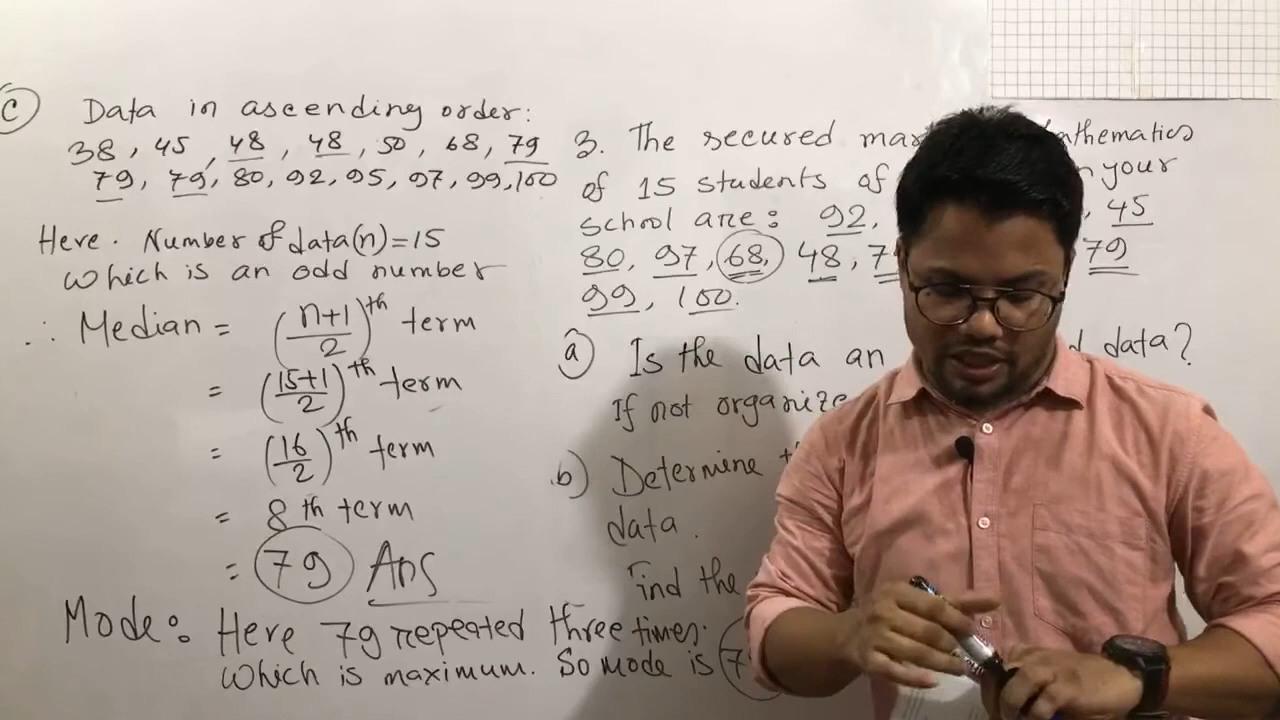 C Data in ascending order:
38, 45, 48, 48, 50, 68, 79
79, 79, 80, 92, 95, 97, 99, 100
Here. Number of data(n)=15
which is an odd number
∴ Median = (n+1/2)th term
= (15+1/2)th term
= (16/2)th term
= 8th term
= 79 Ans
Mode: Here 79 repeated three times.
which is maximum. So mode is 7
3. The secured
of 15 students of your
school are: 92, , 45
80, 97, 68, 48, 7 79
99, 100.
a) Is the data an data?
If not organize
b) Determine
data.
Find the